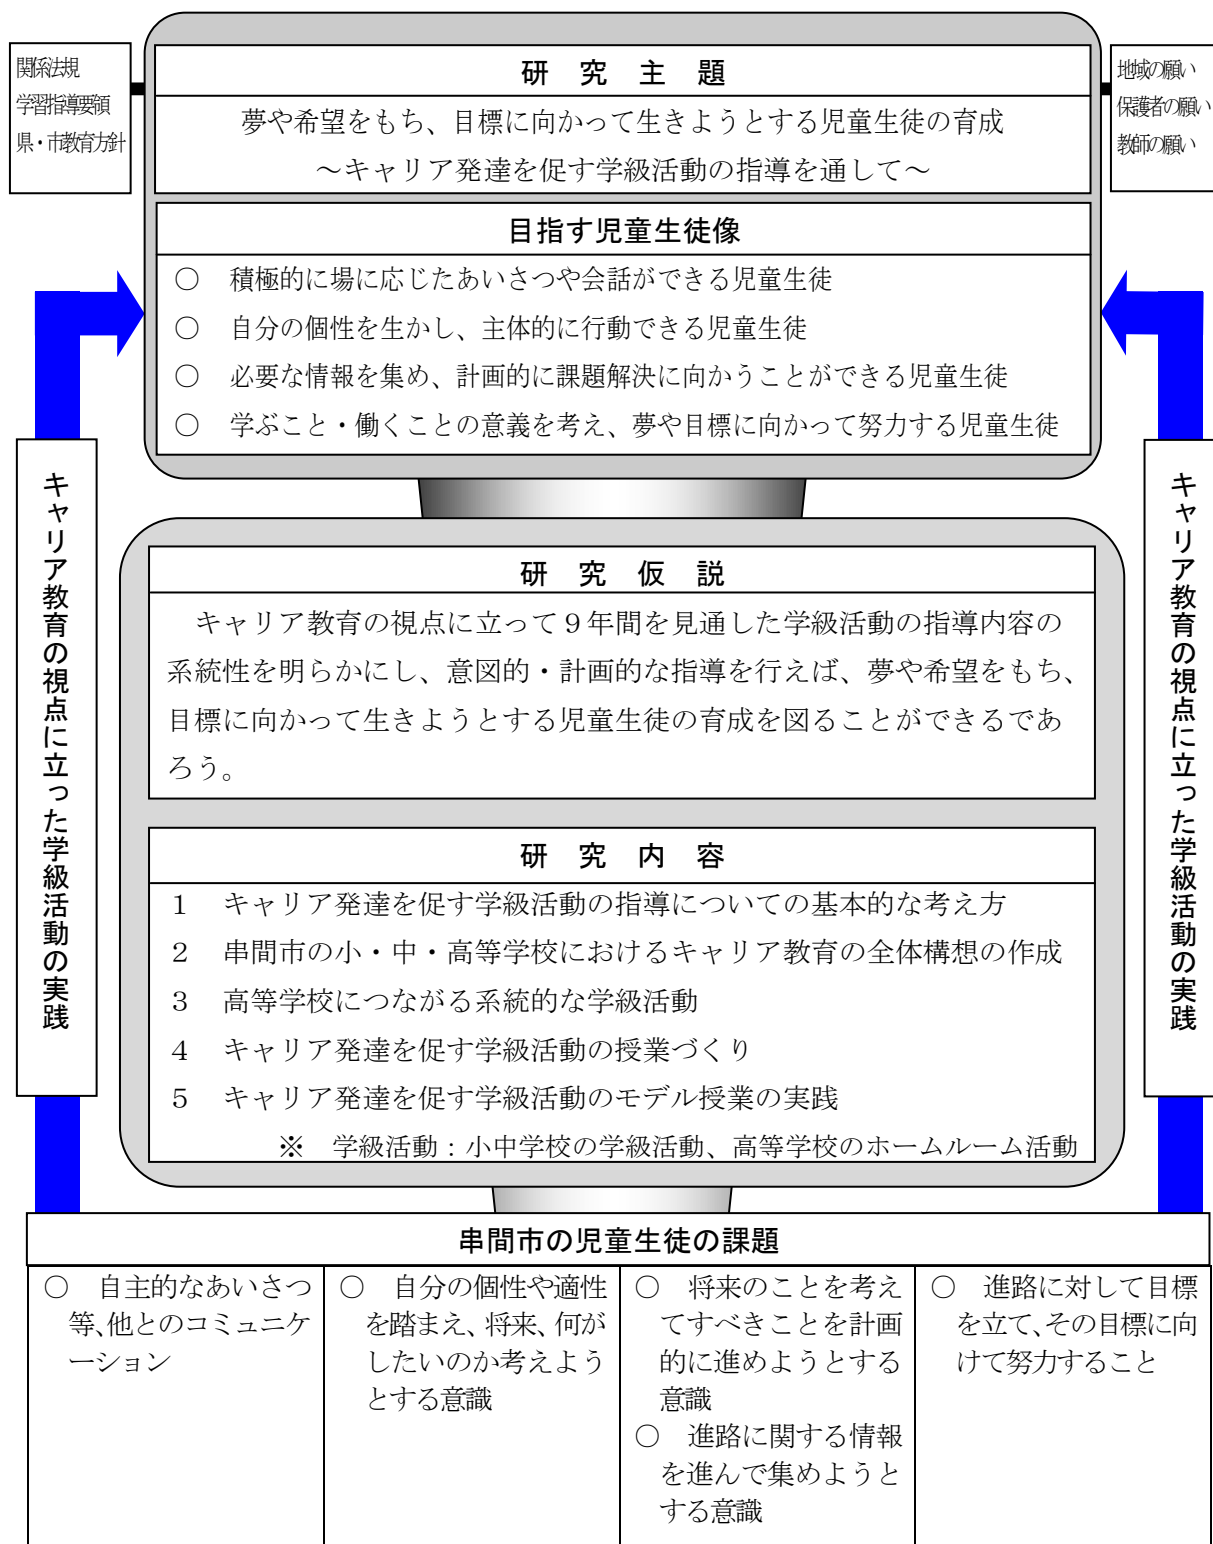 関係法規
学習指導要領
県・市教育方針
研究主題
夢や希望をもち、目標に向かって生きようとする児童生徒の育成
～キャリア発達を促す学級活動の指導を通して～
地域の願い
保護者の願い
教師の願い
目指す児童生徒像
○ 積極的に場に応じたあいさつや会話ができる児童生徒
○ 自分の個性を生かし、主体的に行動できる児童生徒
○ 必要な情報を集め、計画的に課題解決に向かうことができる児童生徒
○ 学ぶこと・働くことの意義を考え、夢や目標に向かって努力する児童生徒
キャリア教育の視点に立った学級活動の実践
キャリア教育の視点に立った学級活動の実践
研究仮説
キャリア教育の視点に立って９年間を見通した学級活動の指導内容の
系統性を明らかにし、意図的・計画的な指導を行えば、夢や希望をもち、
目標に向かって生きようとする児童生徒の育成を図ることができるであ
ろう。
研究内容
１ キャリア発達を促す学級活動の指導についての基本的な考え方
２ 串間市の小・中・高等学校におけるキャリア教育の全体構想の作成
３ 高等学校につながる系統的な学級活動
４ キャリア発達を促す学級活動の授業づくり
５ キャリア発達を促す学級活動のモデル授業の実践
※ 学級活動：小中学校の学級活動、高等学校のホームルーム活動
串間市の児童生徒の課題
○ 自主的なあいさつ
等、他とのコミュニケ
ーション
○ 自分の個性や適性
を踏まえ、将来、何が
したいのか考えよう
とする意識
○ 将来のことを考え
てすべきことを計画
的に進めようとする
意識
○ 進路に関する情報
を進んで集めようと
する意識
○ 進路に対して目標
を立て、その目標に向
けて努力すること